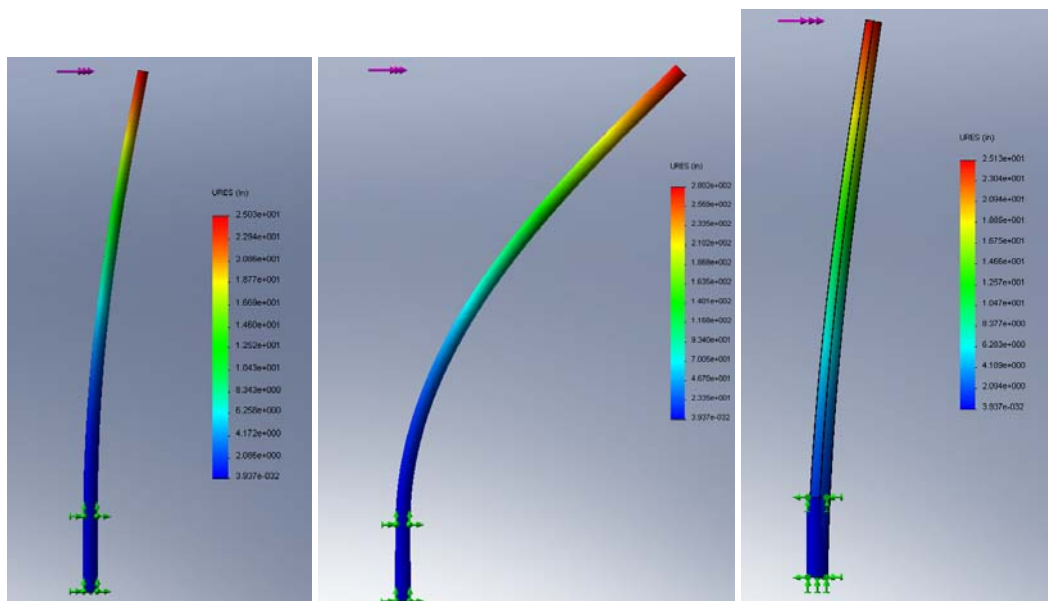 URES (in)
2.503e+001
2.294e+001
2.086e+001
1.877e+001
1.669e+001
1.460e+001
1.252e+001
1.043e+001
8.343e+000
6.258e+000
4.172e+000
2.086e+000
3.937e-032
URES (in)
2.802e+002
2.569e+002
2.335e+002
2.102e+002
1.868e+002
1.635e+002
1.401e+002
1.168e+002
9.340e+001
7.005e+001
4.670e+001
2.335e+001
3.937e-032
URES (in)
2.513e+001
2.304e+001
2.094e+001
1.885e+001
1.675e+001
1.466e+001
1.257e+001
1.047e+001
8.377e+000
6.283e+000
4.189e+000
2.094e+000
3.937e-032